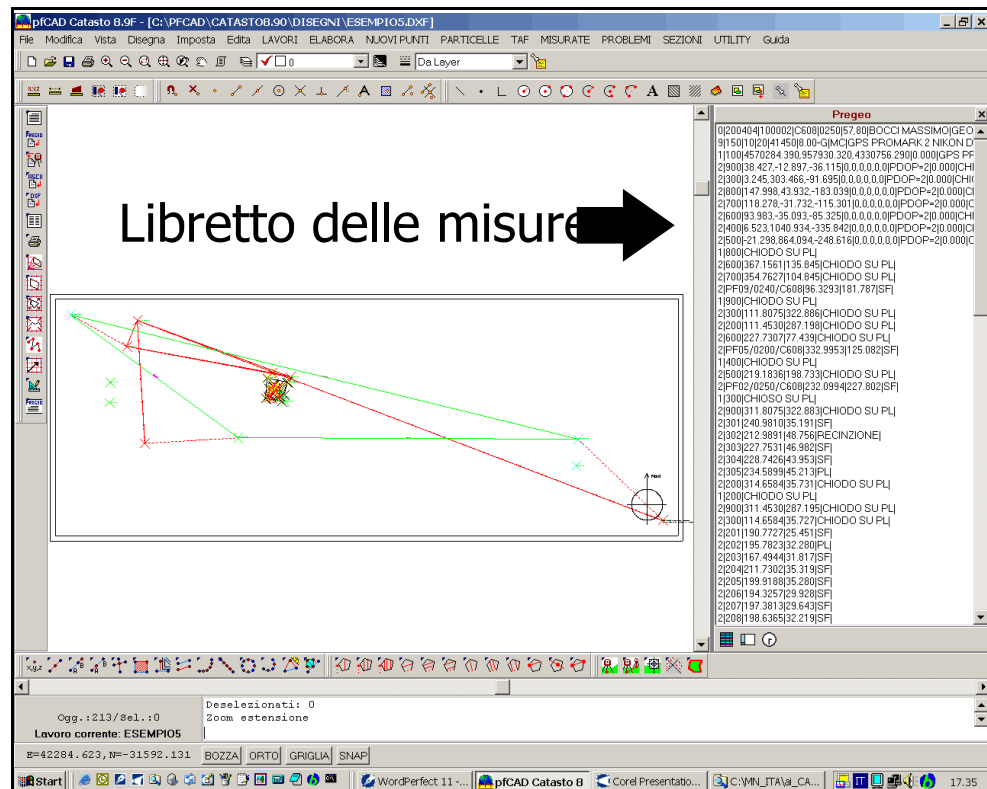 pfCAD Catasto 8.9F - [C:\PFCAD\CATASTO8.90\DISEGNI\ESEMPIO5.DXF]
File Modifica Vista Disegna Imposta Edita LAVORI ELABORA NUOVI PUNTI PARTICELLE TAF MISURATE PROBLEMI SEZIONI UTILITY Guida
0 Da Layer
Pregeo
0|200404|100002|C608|0250|57,80|BOCCI MASSIMO|GEO
9|150|10|20|41450|8.00-G|MC|GPS PROMARK 2 NIKON D
1|100|4570284.390,957930.320,4330756.290|0.000|GPS PF
2|900|38.427,-12.897,-36.115|0,0,0,0,0,0|PDOP=2|0.000|CHI
2|300|3.245,303.466,-91.695|0,0,0,0,0,0|PDOP=2|0.000|CHI
2|800|147.998,43.932,-183.039|0,0,0,0,0,0|PDOP=2|0.000|C
2|700|118.278,-31.732,-115.301|0,0,0,0,0,0|PDOP=2|0.000|C
2|600|93.983,-35.093,-85.325|0,0,0,0,0,0|PDOP=2|0.000|CHI
2|400|6.523,1040.934,-335.842|0,0,0,0,0,0|PDOP=2|0.000|C
2|500|-21.298,864.094,-248.616|0,0,0,0,0,0|PDOP=2|0.000|C
1|800|CHIODO SU PL|
2|600|367.1561|135.845|CHIODO SU PL|
2|700|354.7627|104.845|CHIODO SU PL|
2|PF09/0240/C608|96.3293|181.787|SF|
1|900|CHIODO SU PL|
2|300|111.8075|322.886|CHIODO SU PL|
2|200|111.4530|287.198|CHIODO SU PL|
2|600|227.7307|77.439|CHIODO SU PL|
2|PF05/0200/C608|332.9953|125.082|SF|
1|400|CHIODO SU PL|
2|500|219.1836|198.733|CHIODO SU PL|
2|PF02/0250/C608|232.0994|227.802|SF|
1|300|CHIOSO SU PL|
2|900|311.8075|322.883|CHIODO SU PL|
2|301|240.9810|35.191|SF|
2|302|212.9891|48.756|RECINZIONE|
2|303|227.7531|46.982|SF|
2|304|228.7426|43.953|SF|
2|305|234.5899|45.213|PL|
2|200|314.6584|35.731|CHIODO SU PL|
1|200|CHIODO SU PL|
2|900|311.4530|287.195|CHIODO SU PL|
2|300|114.6584|35.727|CHIODO SU PL|
2|201|190.7727|25.451|SF|
2|202|195.7823|32.280|PL|
2|203|167.4944|31.817|SF|
2|204|211.7302|35.319|SF|
2|205|199.9188|35.280|SF|
2|206|194.3257|29.928|SF|
2|207|197.3813|29.643|SF|
2|208|198.6365|32.219|SF|
Libretto delle misure
Nord
Ogg.:213/Sel.:0
Lavoro corrente: ESEMPIO5
Deselezionati: 0
Zoom estensione
E=42284.623,N=-31592.131 BOZZA ORTO GRIGLIA SNAP
Start WordPerfect 11 -... pfCAD Catasto 8 Corel Presentatio... C:\MN_ITA\ai_CA... IT 17.35